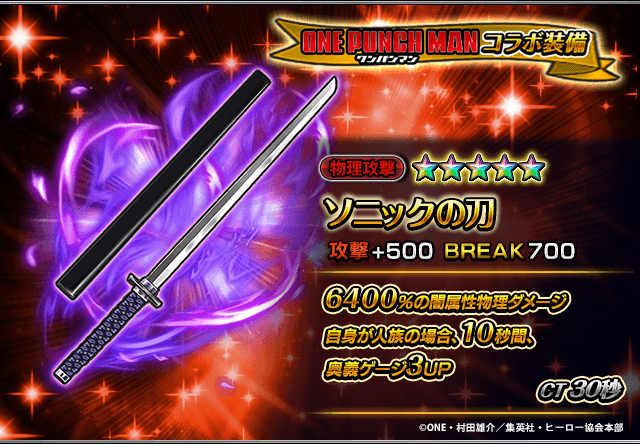 ONE PUNCH MAN コラボ装備
ワンパンマン
物理攻撃
ソニックの刀
攻撃+500 BREAK 700
6400%の闇属性物理ダメージ
自身が人族の場合、10秒間、
奥義ゲージ3UP
CT 30秒
©ONE・村田雄介／集英社・ヒーロー協会本部